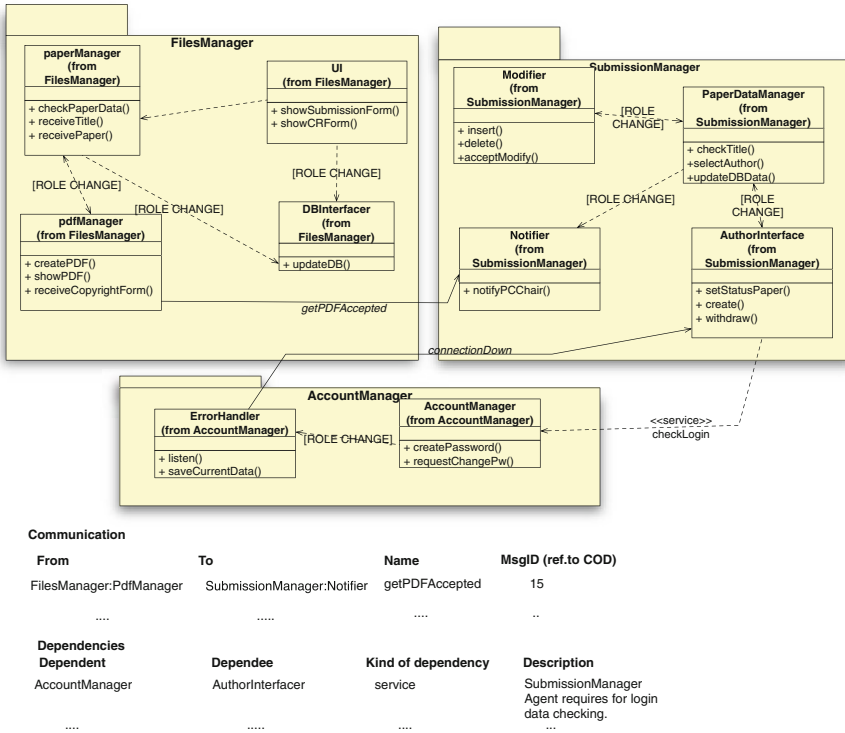 FilesManager
paperManager
(from
FilesManager)
+ checkPaperData()
+ receiveTitle()
+ receivePaper()
UI
(from FilesManager)
+ showSubmissionForm()
+ showCRForm()
[ROLE CHANGE]
[ROLE CHANGE]
[ROLE CHANGE]
pdfManager
(from FilesManager)
+ createPDF()
+ showPDF()
+ receiveCopyrightForm()
DBInterfacer
(from
FilesManager)
+ updateDB()
getPDFAccepted
SubmissionManager
Modifier
(from
SubmissionManager)
+ insert()
+delete()
+acceptModify()
[ROLE
CHANGE]
PaperDataManager
(from
SubmissionManager)
+ checkTitle()
+selectAuthor()
+updateDBData()
[ROLE CHANGE]
[ROLE
CHANGE]
Notifier
(from
SubmissionManager)
+ notifyPCChair()
AuthorInterface
(from
SubmissionManager)
+ setStatusPaper()
+ create()
+ withdraw()
connectionDown
AccountManager
ErrorHandler
(from AccountManager)
+ listen()
+ saveCurrentData()
[ROLE CHANGE]
AccountManager
(from AccountManager)
+ createPassword()
+ requestChangePw()
<<service>>
checkLogin
Communication
From To Name MsgID (ref.to COD)
FilesManager:PdfManager SubmissionManager:Notifier getPDFAccepted 15
.... ..... .... ..
Dependencies
Dependent Dependee Kind of dependency Description
AccountManager AuthorInterfacer service SubmissionManager
Agent requires for login
data checking.
.... ..... .... ...